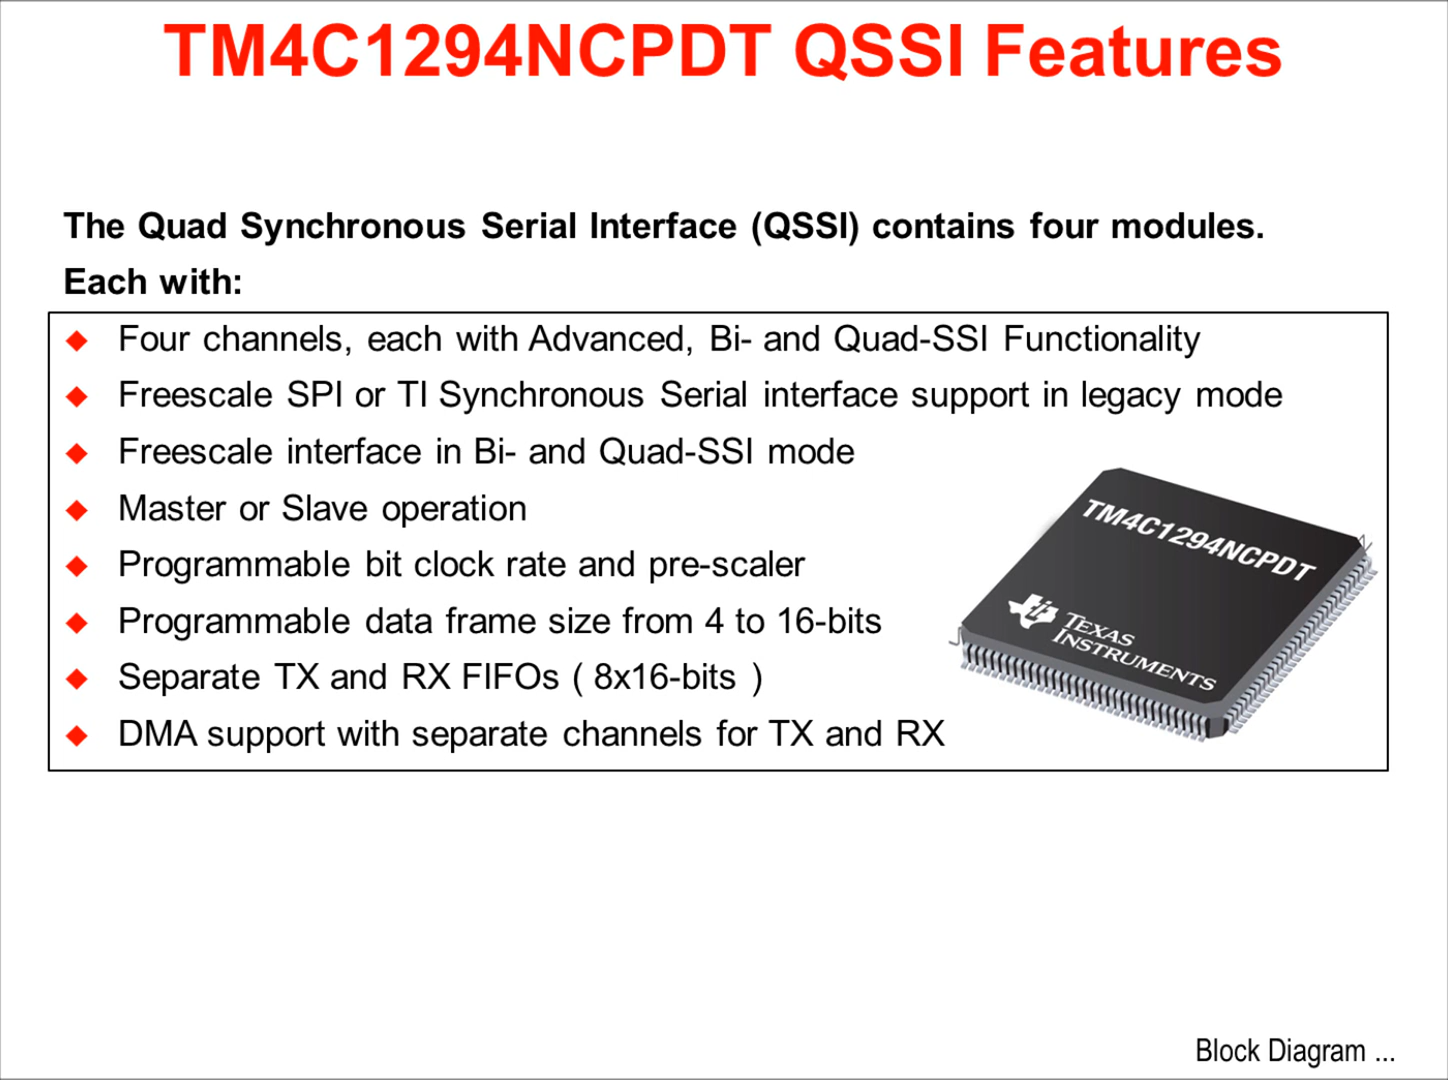 TM4C1294NCPDT QSSI Features
The Quad Synchronous Serial Interface (QSSI) contains four modules.
Each with:
Four channels, each with Advanced, Bi- and Quad-SSI Functionality
Freescale SPI or TI Synchronous Serial interface support in legacy mode
Freescale interface in Bi- and Quad-SSI mode
Master or Slave operation
Programmable bit clock rate and pre-scaler
Programmable data frame size from 4 to 16-bits
Separate TX and RX FIFOs ( 8x16-bits )
DMA support with separate channels for TX and RX
TM4C1294NCPDT
TEXAS
INSTRUMENTS
Block Diagram ...